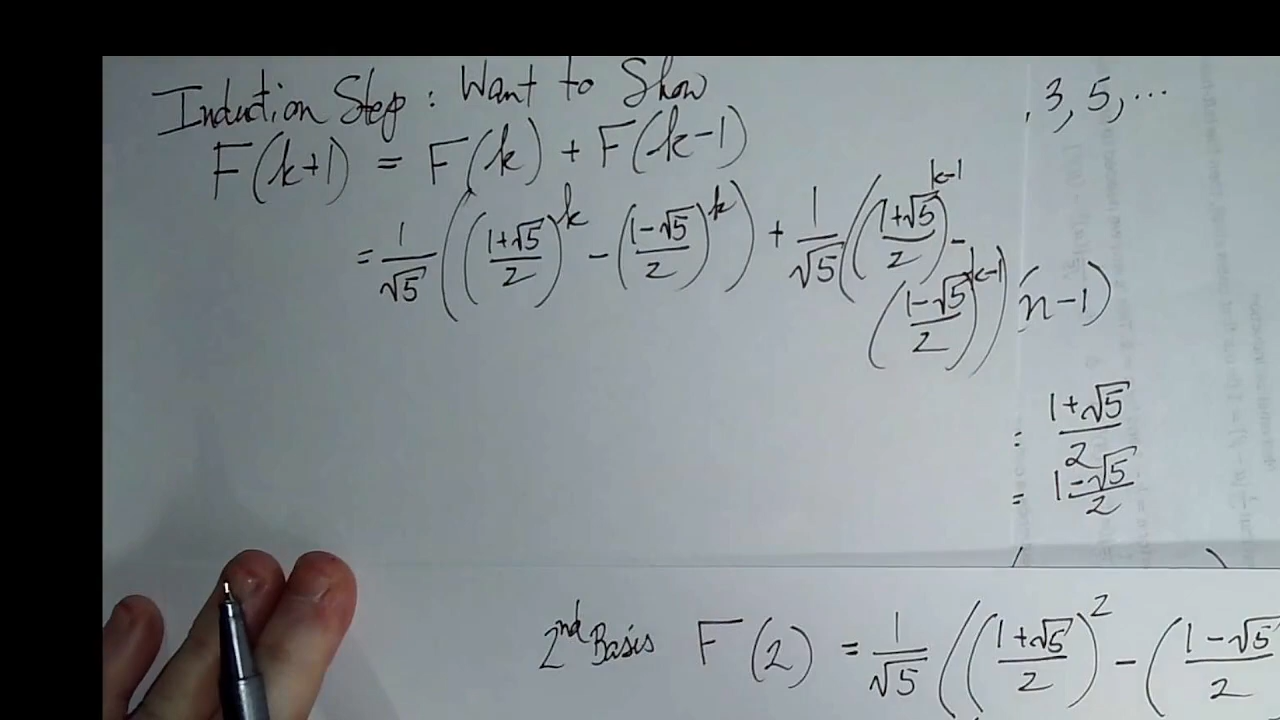 Induction Step: Want to Show
, 3, 5, ...
F(k+1) = F(k) + F(k-1)
= 1/√5 (((1+√5)/2)^k - ((1-√5)/2)^k) + 1/√5 (((1+√5)/2)^(k-1) -
((1-√5)/2)^(k-1)) (n-1)
= (1+√5)/2
= (1-√5)/2
2nd Basis F(2) = 1/√5 (((1+√5)/2)^2 - ((1-√5)/2